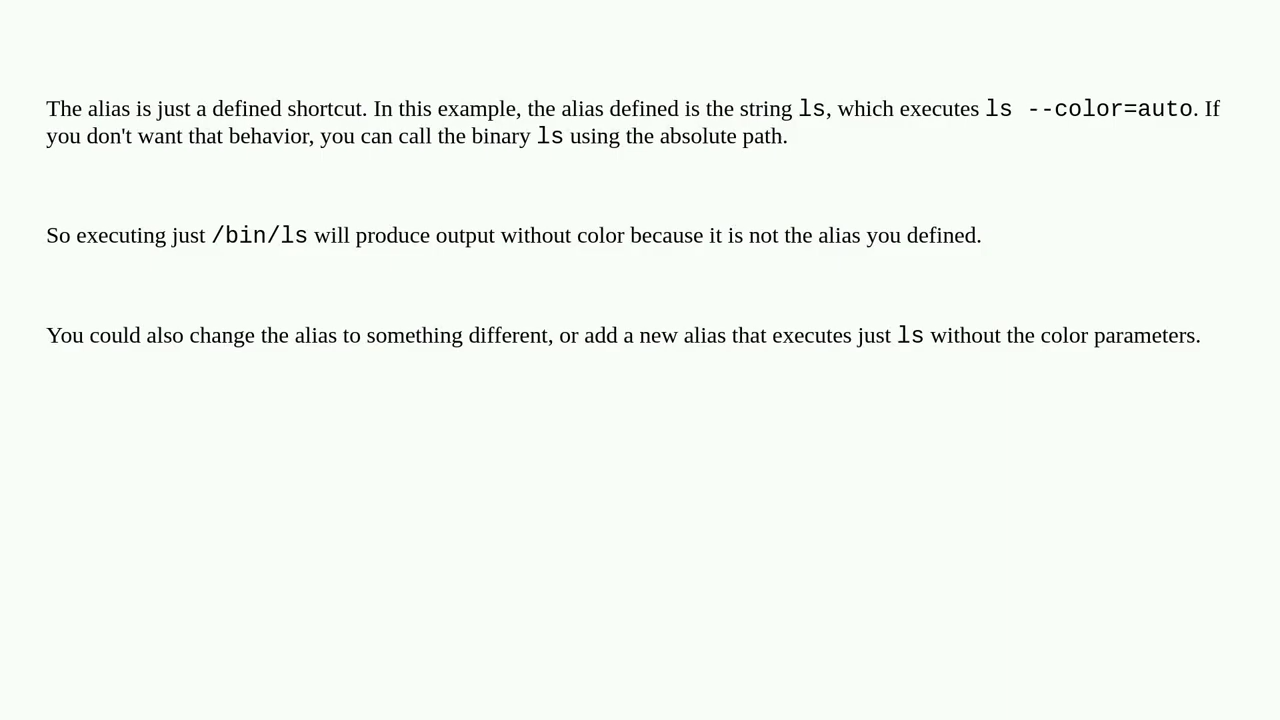 The alias is just a defined shortcut. In this example, the alias defined is the string ls, which executes ls --color=auto. If
you don't want that behavior, you can call the binary ls using the absolute path.
So executing just /bin/ls will produce output without color because it is not the alias you defined.
You could also change the alias to something different, or add a new alias that executes just ls without the color parameters.